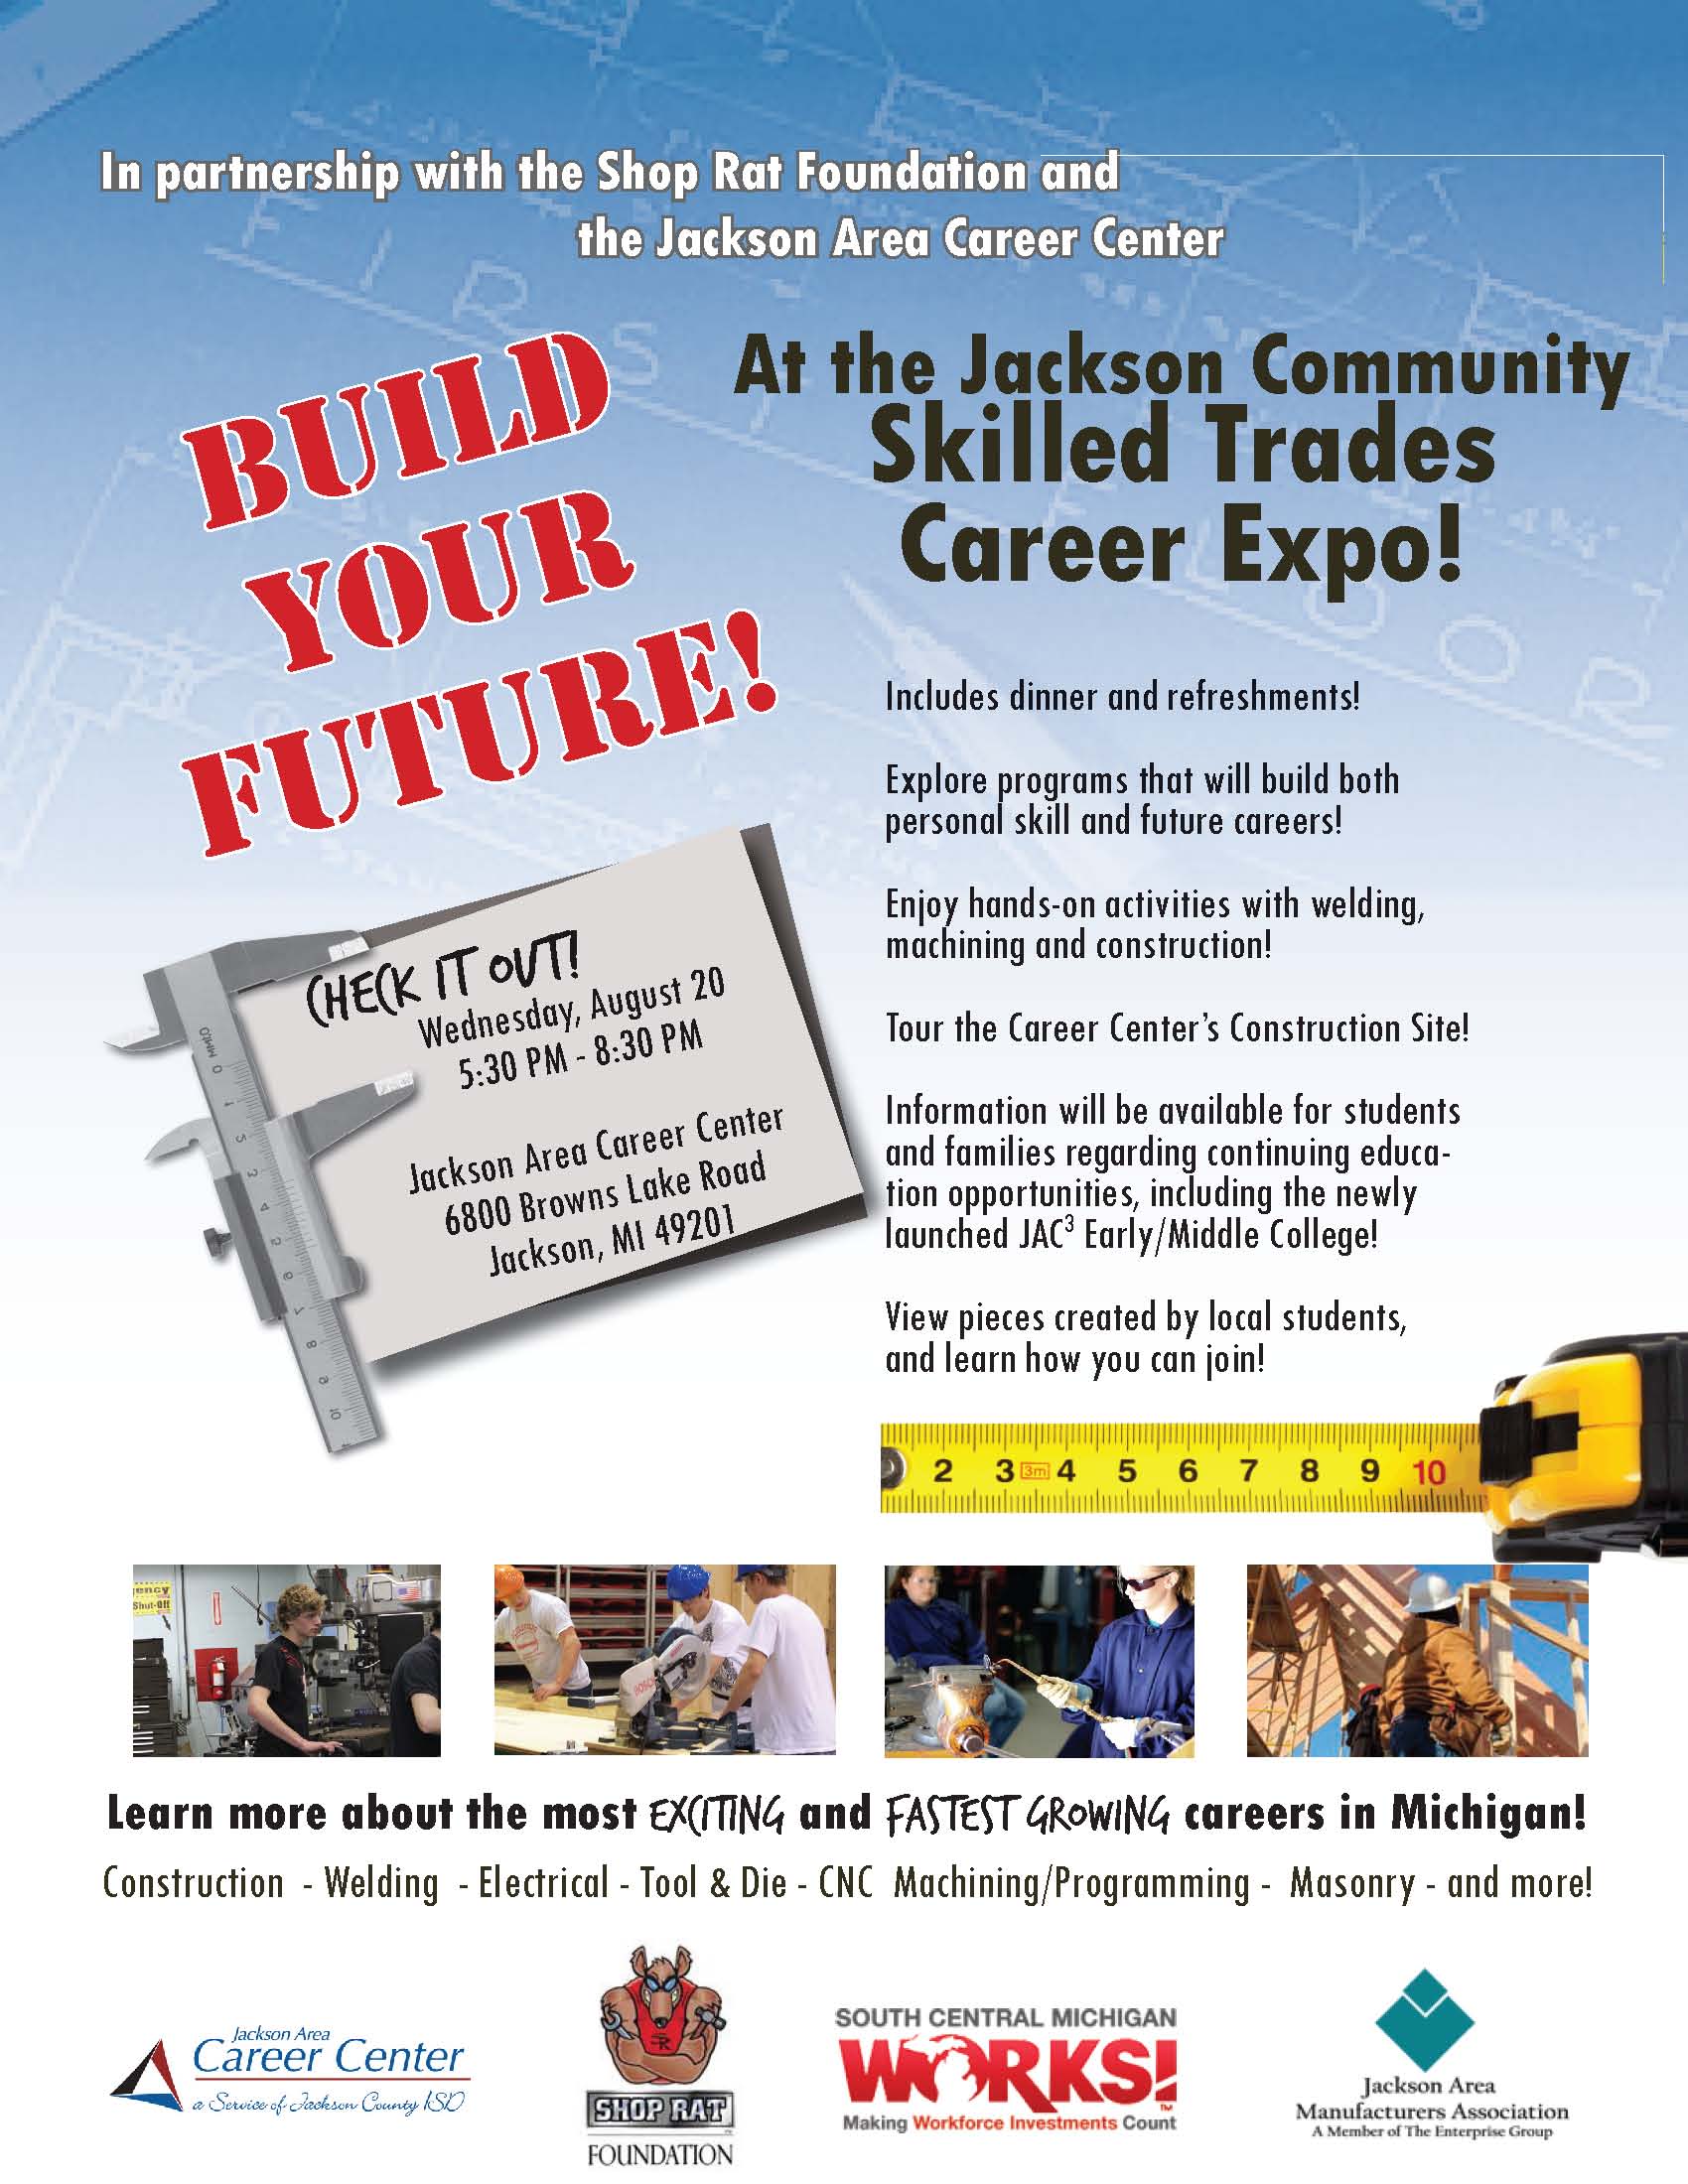 In partnership with the Shop Rat Foundation and
the Jackson Area Career Center
BUILD
YOUR
FUTURE!
At the Jackson Community
Skilled Trades
Career Expo!
Includes dinner and refreshments!
Explore programs that will build both
personal skill and future careers!
Enjoy hands-on activities with welding,
machining and construction!
Tour the Career Center's Construction Site!
Information will be available for students
and families regarding continuing educa-
tion opportunities, including the newly
launched JAC³ Early/Middle College!
View pieces created by local students,
and learn how you can join!
CHECK IT OUT!
Wednesday, August 20
5:30 PM - 8:30 PM
Jackson Area Career Center
6800 Browns Lake Road
Jackson, MI 49201
2 3 3m 4 5 6 7 8 9 10
Shut-Off
Learn more about the most EXCITING and FASTEST GROWING careers in Michigan!
Construction - Welding - Electrical - Tool & Die - CNC Machining/Programming - Masonry - and more!
Jackson Area
Career Center
a Service of Jackson County ISD
SR
SHOP RAT
FOUNDATION
SOUTH CENTRAL MICHIGAN
WORKS!
TM
Making Workforce Investments Count
Jackson Area
Manufacturers Association
A Member of The Enterprise Group